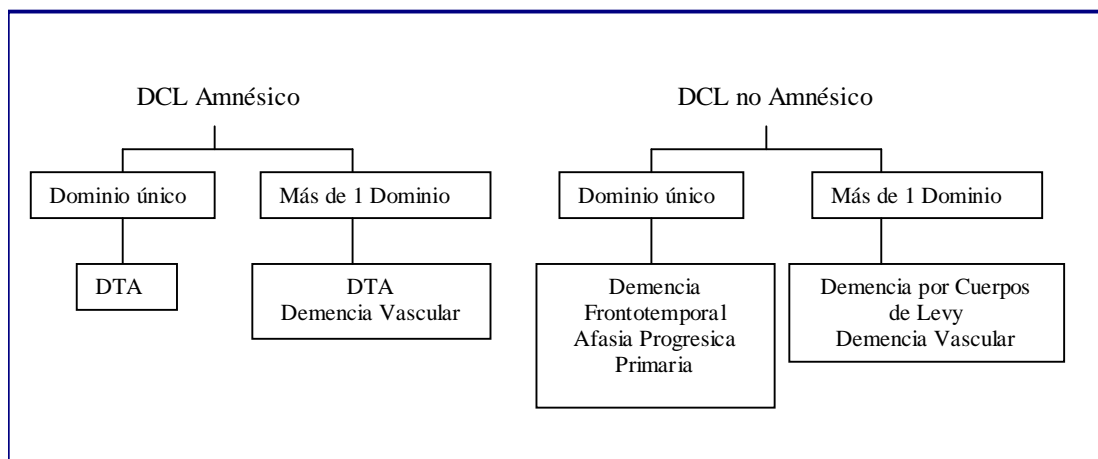 DCL Amnésico
DCL no Amnésico
Dominio único
Más de 1 Dominio
Dominio único
Más de 1 Dominio
DTA
DTA
Demencia Vascular
Demencia
Frontotemporal
Afasia Progresica
Primaria
Demencia por Cuerpos
de Levy
Demencia Vascular